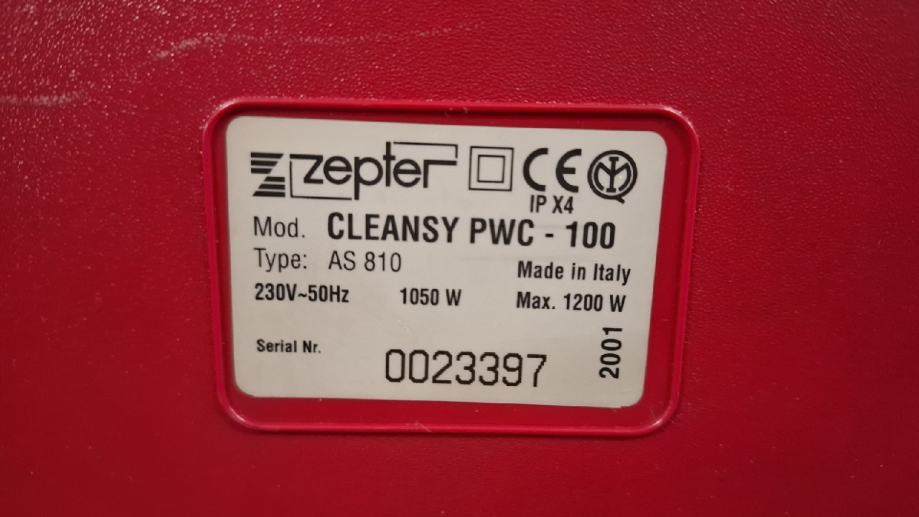 zepter CE
IP X4
Mod. CLEANSY PWC - 100
Type: AS 810
Made in Italy
230V~50Hz 1050 W Max. 1200 W
Serial Nr. 0023397
2001